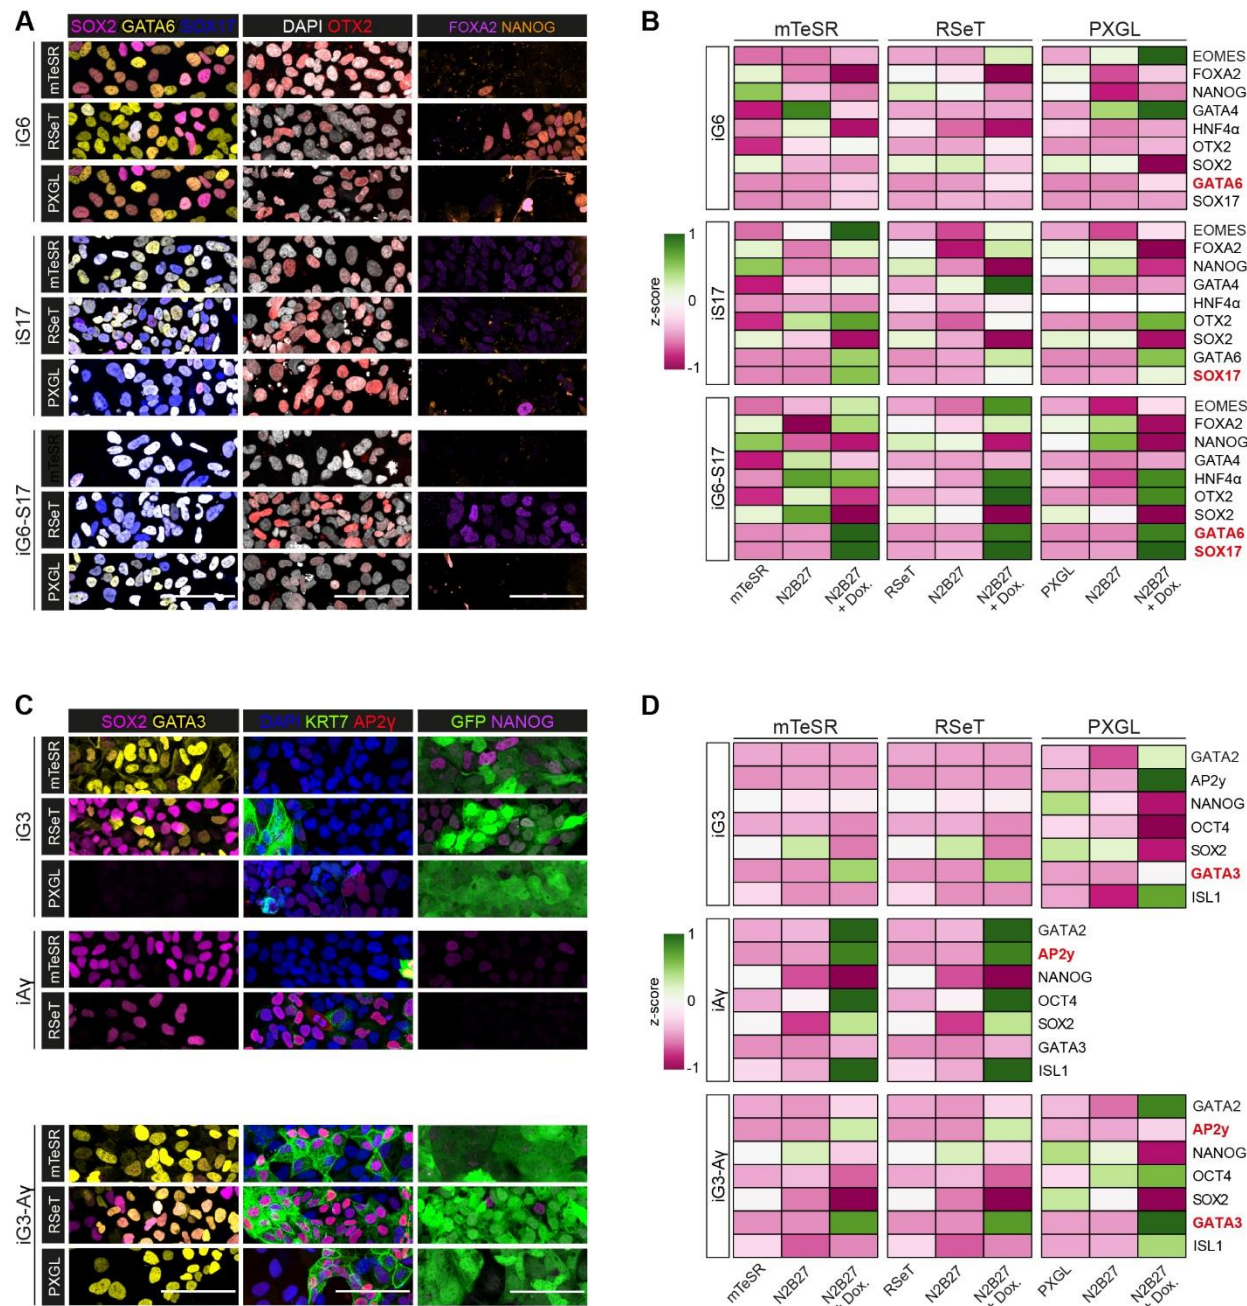 A
SOX2 GATA6 SOX17
DAPI OTX2
FOXA2 NANOG
iG6
mTeSR
RSeT
PXGL
iS17
mTeSR
RSeT
PXGL
iG6-S17
mTeSR
RSeT
PXGL
B
mTeSR
RSeT
PXGL
iG6
EOMES
FOXA2
NANOG
GATA4
HNF4α
OTX2
SOX2
GATA6
SOX17
z-score
1
0
-1
iS17
EOMES
FOXA2
NANOG
GATA4
HNF4α
OTX2
SOX2
GATA6
SOX17
iG6-S17
EOMES
FOXA2
NANOG
GATA4
HNF4α
OTX2
SOX2
GATA6
SOX17
mTeSR
N2B27
N2B27
+ Dox.
RSeT
N2B27
N2B27
+ Dox.
PXGL
N2B27
N2B27
+ Dox.
C
SOX2 GATA3
DAPI KRT7 AP2γ
GFP NANOG
iG3
mTeSR
RSeT
PXGL
iAγ
mTeSR
RSeT
iG3-Aγ
mTeSR
RSeT
PXGL
D
mTeSR
RSeT
PXGL
iG3
GATA2
AP2y
NANOG
OCT4
SOX2
GATA3
ISL1
z-score
1
0
-1
iAγ
GATA2
AP2y
NANOG
OCT4
SOX2
GATA3
ISL1
iG3-Aγ
GATA2
AP2y
NANOG
OCT4
SOX2
GATA3
ISL1
mTeSR
N2B27
N2B27
+ Dox.
RSeT
N2B27
N2B27
+ Dox.
PXGL
N2B27
N2B27
+ Dox.